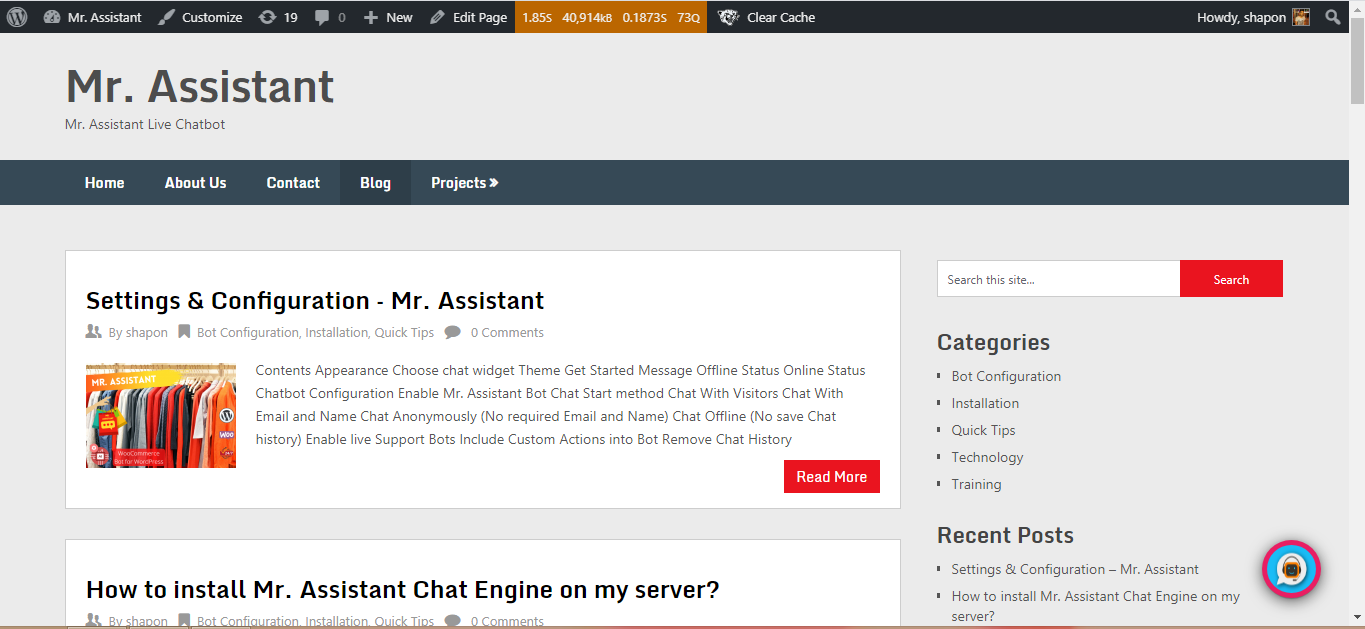 Mr. Assistant Customize 19 0 New Edit Page 1.85S 40,914KB 0.1873S 73Q Clear Cache Howdy, shapon
Mr. Assistant
Mr. Assistant Live Chatbot
Home About Us Contact Blog Projects
Settings & Configuration - Mr. Assistant
By shapon Bot Configuration, Installation, Quick Tips 0 Comments
MR. ASSISTANT
Woo
WooCommerce
Bot for WordPress
Contents Appearance Choose chat widget Theme Get Started Message Offline Status Online Status
Chatbot Configuration Enable Mr. Assistant Bot Chat Start method Chat With Visitors Chat With
Email and Name Chat Anonymously (No required Email and Name) Chat Offline (No save Chat
history) Enable live Support Bots Include Custom Actions into Bot Remove Chat History
Read More
How to install Mr. Assistant Chat Engine on my server?
By shapon Bot Configuration, Installation, Quick Tips 0 Comments
Search this site... Search
Categories
Bot Configuration
Installation
Quick Tips
Technology
Training
Recent Posts
Settings & Configuration – Mr. Assistant
How to install Mr. Assistant Chat Engine on my
server?